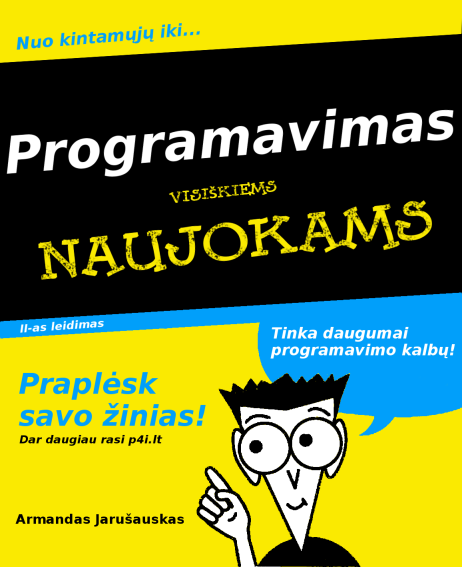 Nuo kintamųjų iki...
Programavimas
VISIŠKIEMS
NAUJOKAMS
II-as leidimas
Tinka daugumai
programavimo kalbų!
Praplėsk
savo žinias!
Dar daugiau rasi p4i.lt
Armandas Jarušauskas